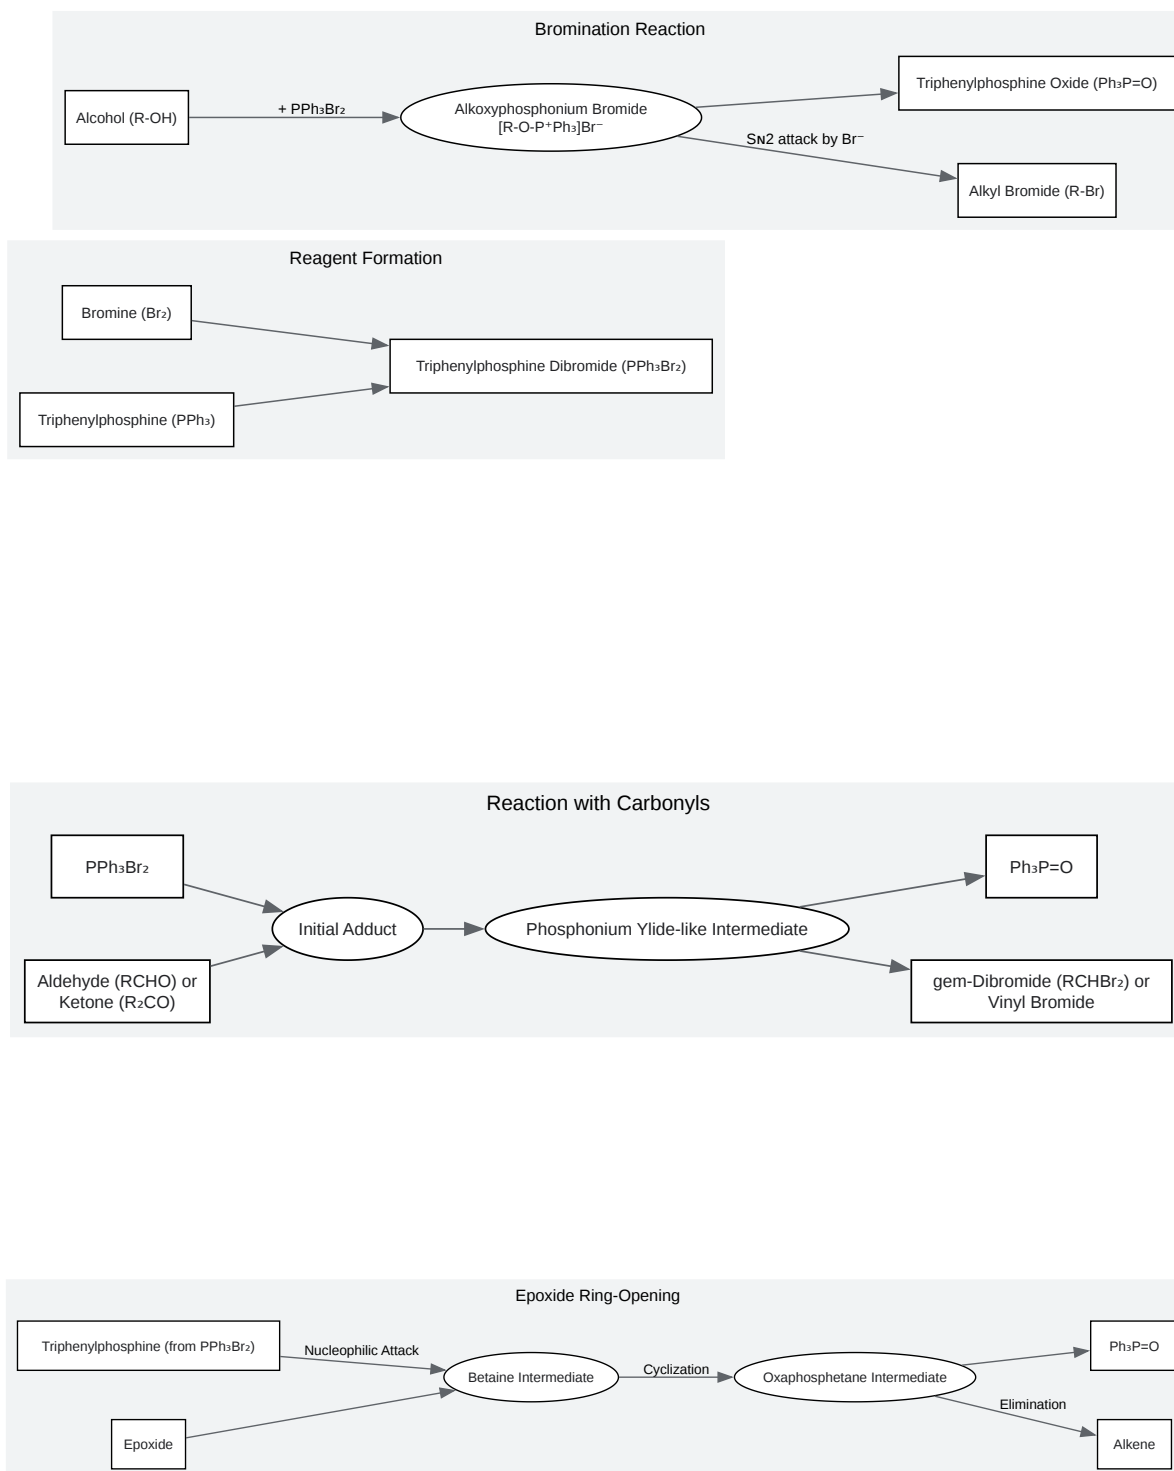 Bromination Reaction
Alcohol (R-OH)
+ PPh₃Br₂
Alkoxyphosphonium Bromide
[R-O-P⁺Ph₃]Br⁻
Triphenylphosphine Oxide (Ph₃P=O)
Sɴ2 attack by Br⁻
Alkyl Bromide (R-Br)
Reagent Formation
Bromine (Br₂)
Triphenylphosphine Dibromide (PPh₃Br₂)
Triphenylphosphine (PPh₃)
Reaction with Carbonyls
PPh₃Br₂
Ph₃P=O
Initial Adduct
Phosphonium Ylide-like Intermediate
Aldehyde (RCHO) or
Ketone (R₂CO)
gem-Dibromide (RCHBr₂) or
Vinyl Bromide
Epoxide Ring-Opening
Triphenylphosphine (from PPh₃Br₂)
Nucleophilic Attack
Ph₃P=O
Betaine Intermediate
Cyclization
Oxaphosphetane Intermediate
Elimination
Epoxide
Alkene